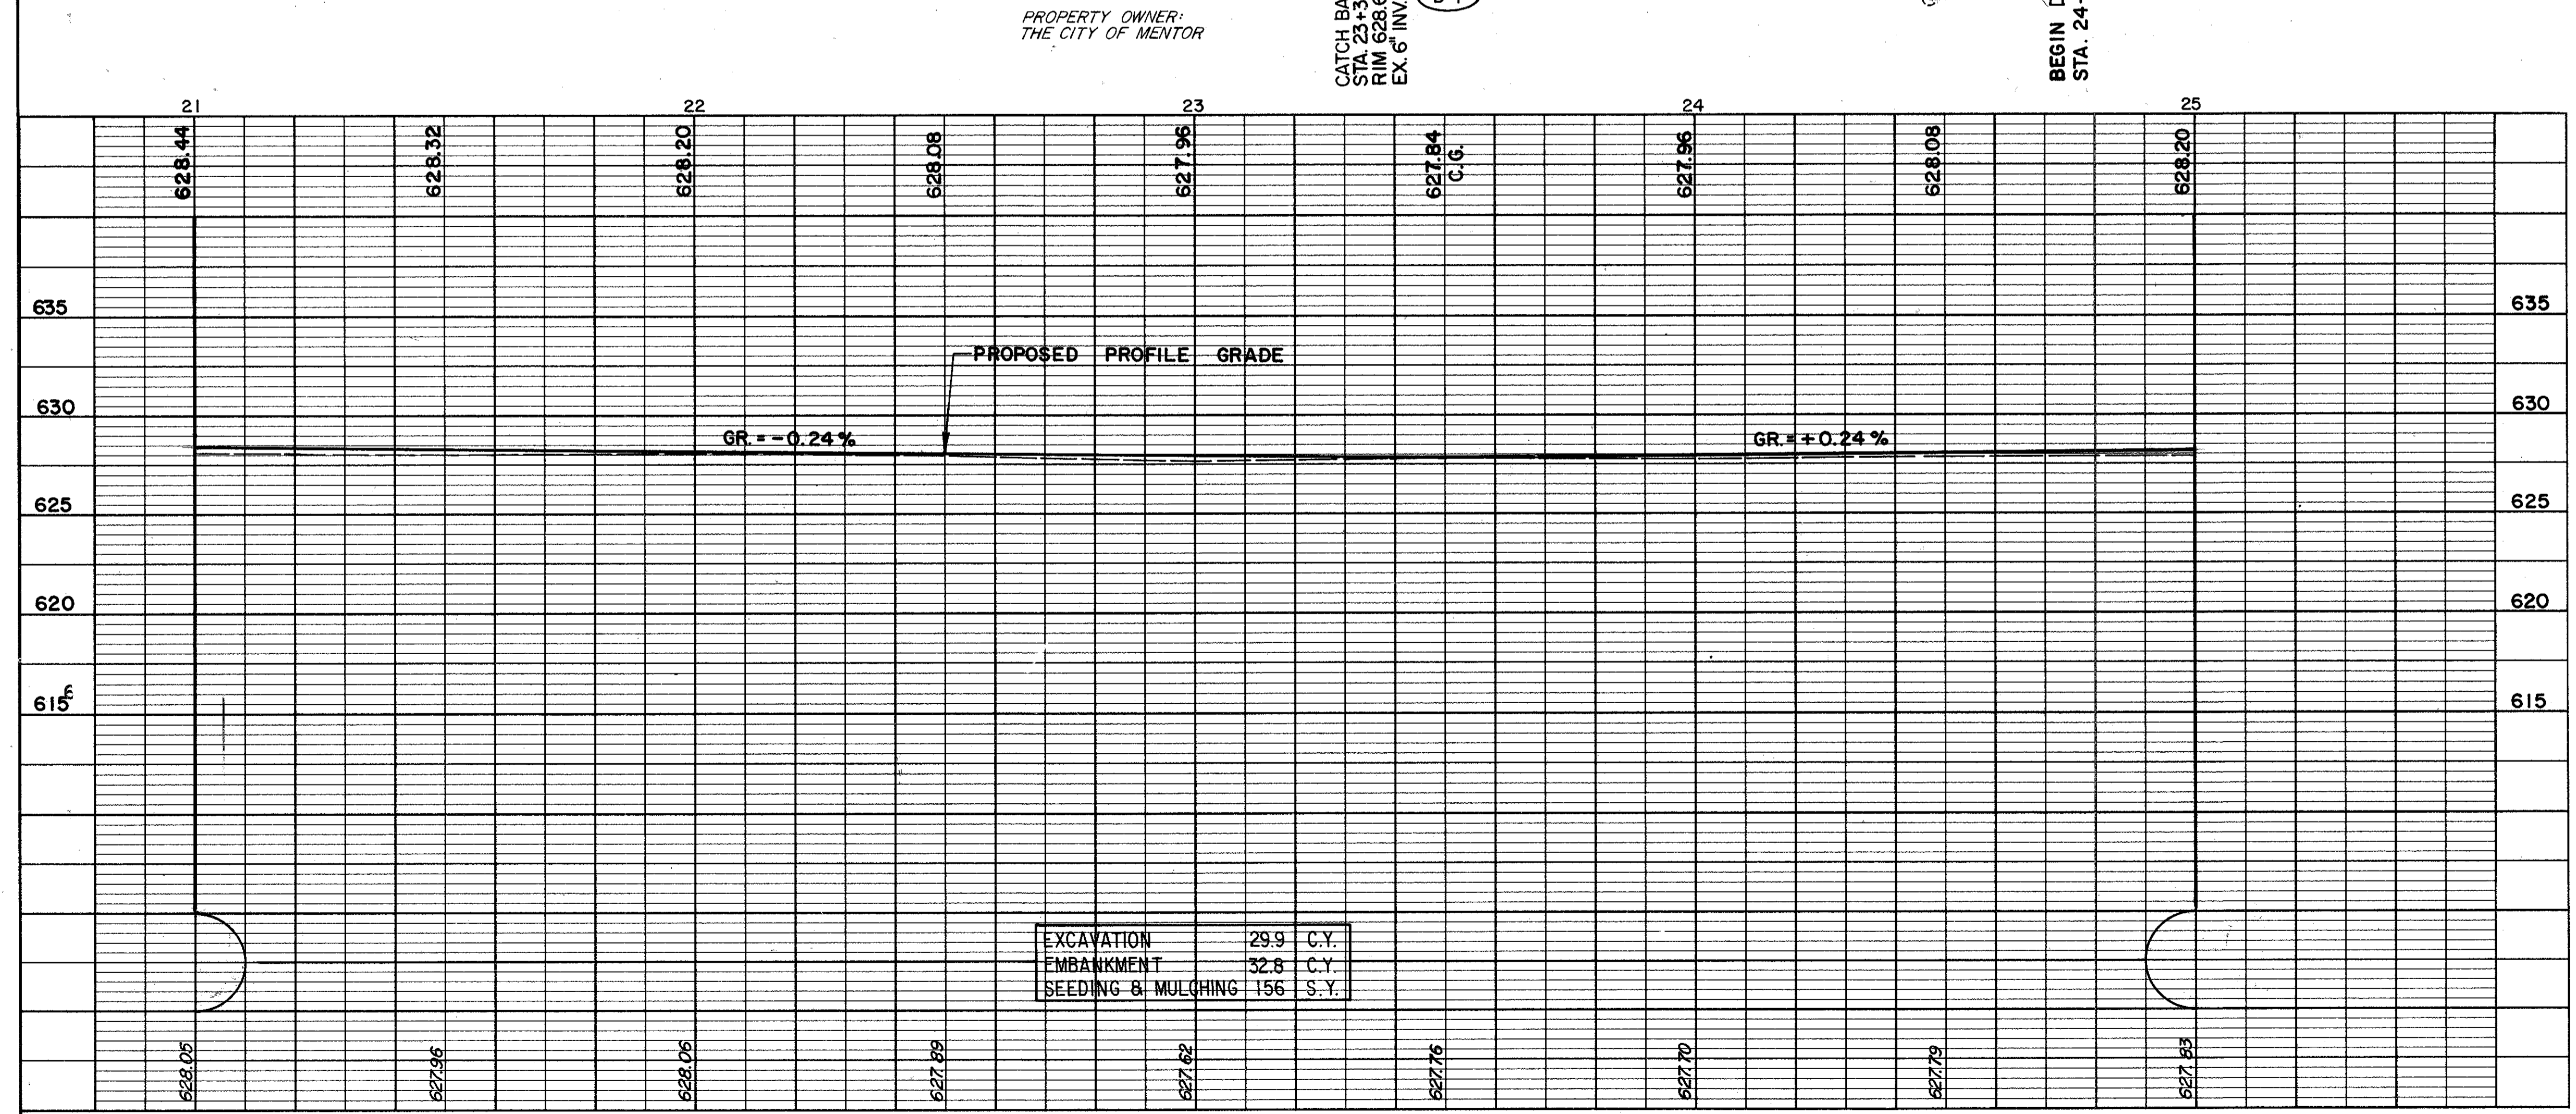 PROPERTY OWNER:
THE CITY OF MENTOR
CATCH
STA. 23+3
RIM 628.6
EX. 6" INV.
BEGIN
STA. 24
21 22 23 24 25
628.44 628.32 628.20 628.08 627.96 627.84 627.96 628.08 628.20
C.G.
635 635
PROPOSED PROFILE GRADE
630 630
GR. = -0.24% GR. = +0.24%
625 625
620 620
615 615
EXCAVATION 29.9 C.Y.
EMBANKMENT 32.8 C.Y.
SEEDING & MULCHING 156 S.Y.
628.05 627.96 628.06 627.89 627.62 627.76 627.70 627.79 627.83